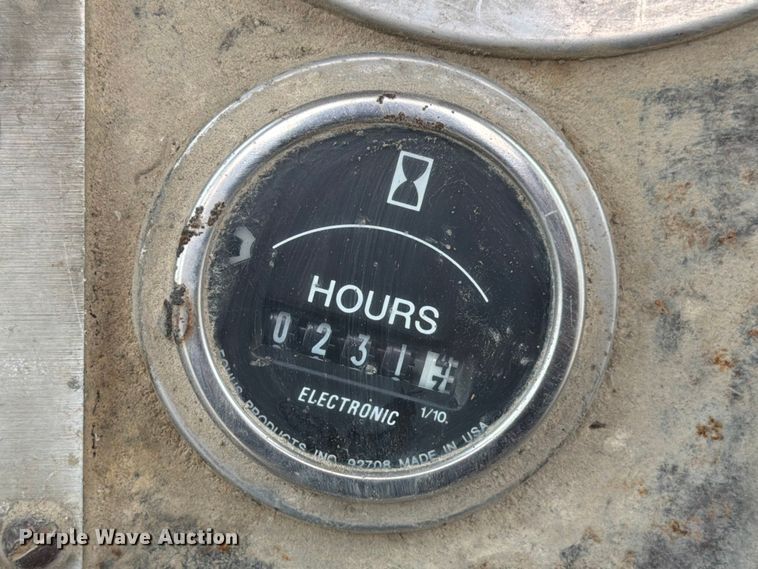 HOURS
0231
ELECTRONIC 1/10.
PRODUCTS INC. 92708 MADE IN USA
Purple Wave Auction